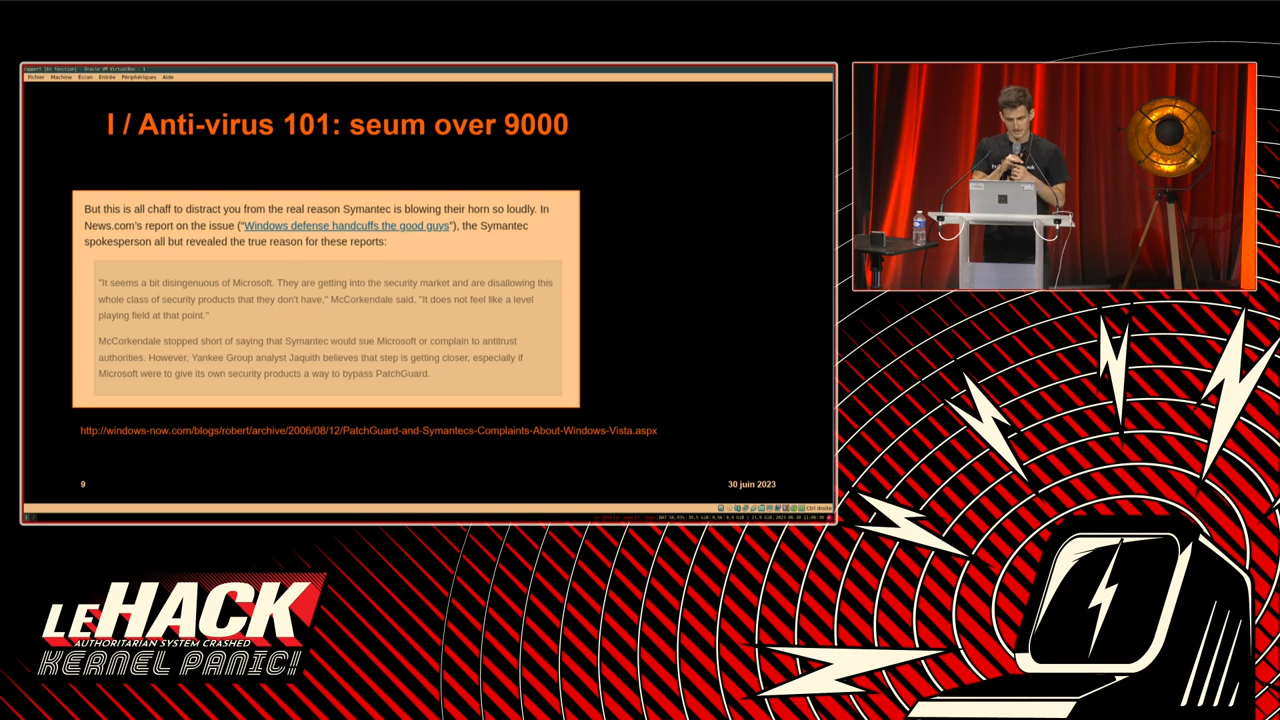 Fichier Machine Écran Entrée Périphériques Aide
I / Anti-virus 101: seum over 9000
But this is all chaff to distract you from the real reason Symantec is blowing their horn so loudly. In
News.com's report on the issue ("Windows defense handcuffs the good guys"), the Symantec
spokesperson all but revealed the true reason for these reports:
"It seems a bit disingenuous of Microsoft. They are getting into the security market and are disallowing this
whole class of security products that they don't have," McCorkendale said. "It does not feel like a level
playing field at that point."
McCorkendale stopped short of saying that Symantec would sue Microsoft or complain to antitrust
authorities. However, Yankee Group analyst Jaquith believes that step is getting closer, especially if
Microsoft were to give its own security products a way to bypass PatchGuard.
http://windows-now.com/blogs/robert/archive/2006/08/12/PatchGuard-and-Symantecs-Complaints-About-Windows-Vista.aspx
9
30 juin 2023
Ctrl droite
LEHACK
AUTHORITARIAN SYSTEM CRASHED
KERNEL PANIC!